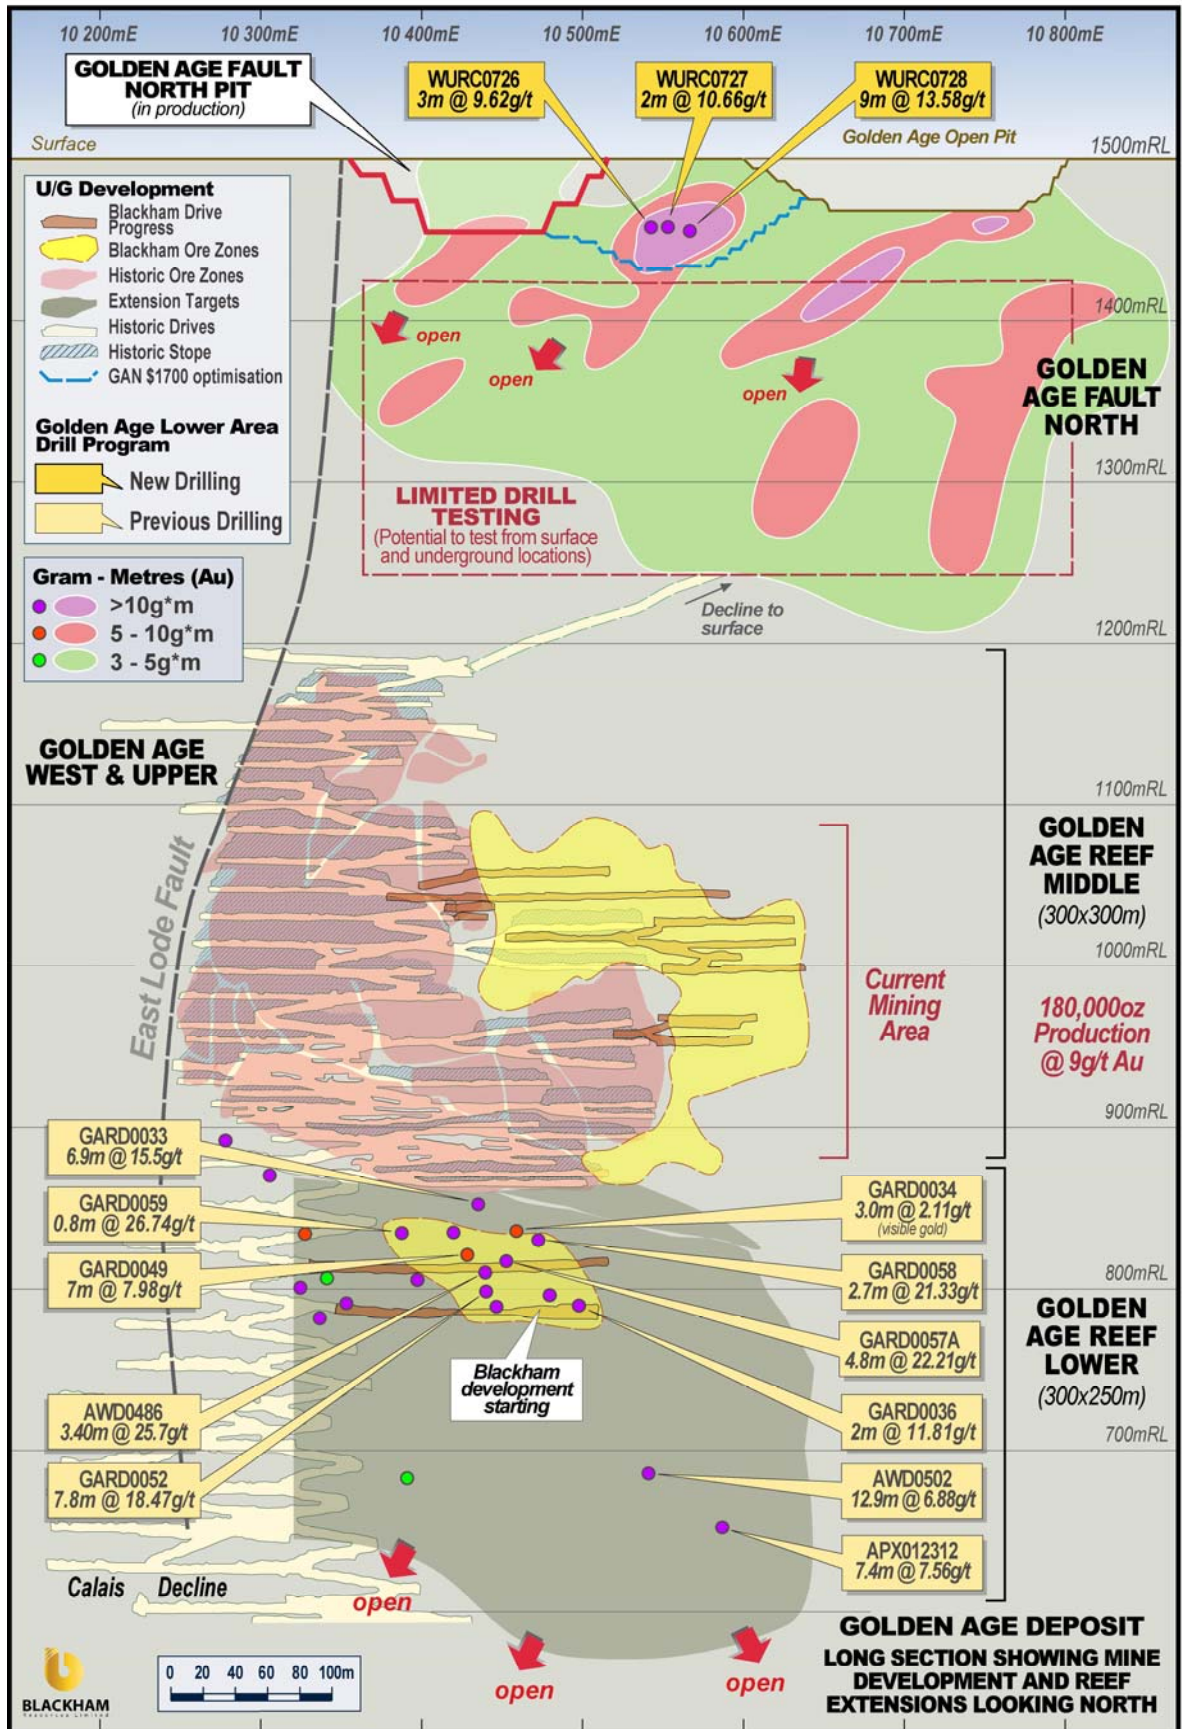 10 200mE 10 300mE 10 400mE 10 500mE 10 600mE 10 700mE 10 800mE
GOLDEN AGE FAULT
NORTH PIT
(in production)
WURC0726
3m @ 9.62g/t
WURC0727
2m @ 10.66g/t
WURC0728
9m @ 13.58g/t
Surface
Golden Age Open Pit
1500mRL
U/G Development
Blackham Drive
Progress
Blackham Ore Zones
Historic Ore Zones
Extension Targets
Historic Drives
Historic Stope
GAN $1700 optimisation
Golden Age Lower Area
Drill Program
New Drilling
Previous Drilling
Gram - Metres (Au)
>10g*m
5 - 10g*m
3 - 5g*m
1400mRL
open
open
open
GOLDEN
AGE FAULT
NORTH
1300mRL
LIMITED DRILL
TESTING
(Potential to test from surface
and underground locations)
Decline to
surface
1200mRL
GOLDEN AGE
WEST & UPPER
1100mRL
East Lode Fault
GOLDEN
AGE REEF
MIDDLE
(300x300m)
1000mRL
Current
Mining
Area
180,000oz
Production
@ 9g/t Au
900mRL
GARD0033
6.9m @ 15.5g/t
GARD0059
0.8m @ 26.74g/t
GARD0049
7m @ 7.98g/t
AWD0486
3.40m @ 25.7g/t
GARD0052
7.8m @ 18.47g/t
GARD0034
3.0m @ 2.11g/t
(visible gold)
GARD0058
2.7m @ 21.33g/t
GARD0057A
4.8m @ 22.21g/t
GARD0036
2m @ 11.81g/t
AWD0502
12.9m @ 6.88g/t
APX012312
7.4m @ 7.56g/t
800mRL
GOLDEN
AGE REEF
LOWER
(300x250m)
700mRL
Blackham
development
starting
Calais Decline
open
open
open
GOLDEN AGE DEPOSIT
LONG SECTION SHOWING MINE
DEVELOPMENT AND REEF
EXTENSIONS LOOKING NORTH
BLACKHAM
Resources Limited
0 20 40 60 80 100m